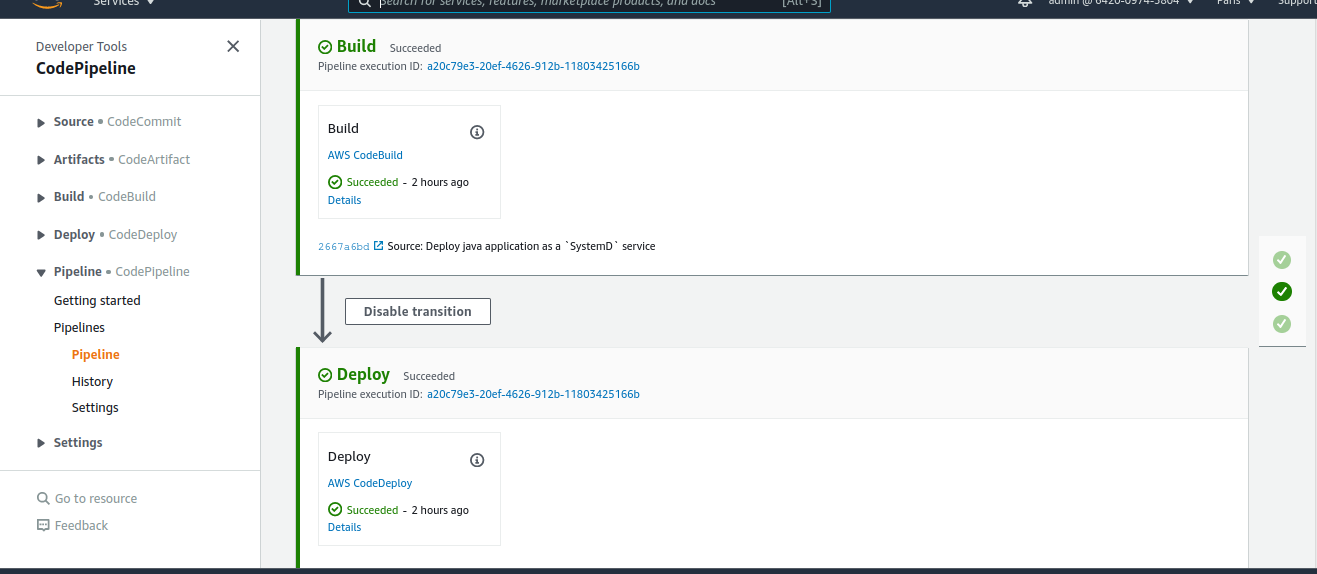 Services
Search for services, features, marketplace products, and docs [Alt+S]
admin @ 6420-0974-3804
Paris
Support
Developer Tools
CodePipeline
Source • CodeCommit
Artifacts • CodeArtifact
Build • CodeBuild
Deploy • CodeDeploy
Pipeline • CodePipeline
Getting started
Pipelines
Pipeline
History
Settings
Settings
Go to resource
Feedback
Build Succeeded
Pipeline execution ID: a20c79e3-20ef-4626-912b-11803425166b
Build
AWS CodeBuild
Succeeded - 2 hours ago
Details
2667a6bd Source: Deploy java application as a `SystemD` service
Disable transition
Deploy Succeeded
Pipeline execution ID: a20c79e3-20ef-4626-912b-11803425166b
Deploy
AWS CodeDeploy
Succeeded - 2 hours ago
Details